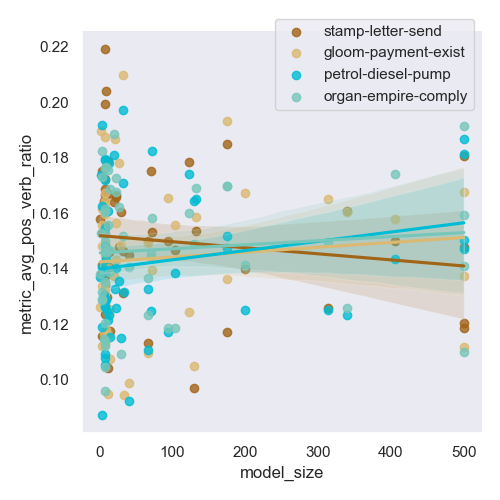 stamp-letter-send
gloom-payment-exist
petrol-diesel-pump
organ-empire-comply
0.22
0.20
0.18
0.16
0.14
0.12
0.10
metric_avg_pos_verb_ratio
0 100 200 300 400 500
model_size